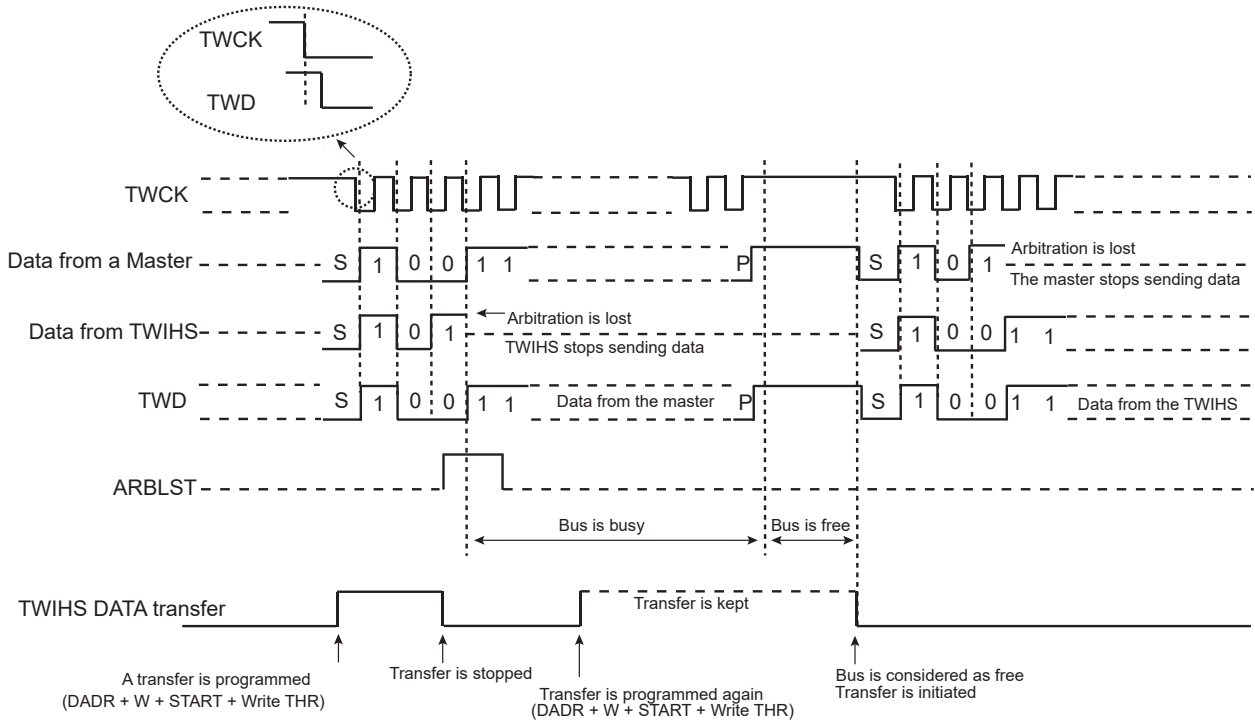 TWCK
TWD
TWCK
Data from a Master
S 1 0 0 1 1
P
S 1 0 1
Arbitration is lost
The master stops sending data
Data from TWIHS
S 1 0 1
Arbitration is lost
TWIHS stops sending data
S 1 0 0 1 1
TWD
S 1 0 0 1 1
Data from the master
P
S 1 0 0 1 1
Data from the TWIHS
ARBLST
Bus is busy
Bus is free
TWIHS DATA transfer
Transfer is kept
A transfer is programmed
(DADR + W + START + Write THR)
Transfer is stopped
Transfer is programmed again
(DADR + W + START + Write THR)
Bus is considered as free
Transfer is initiated